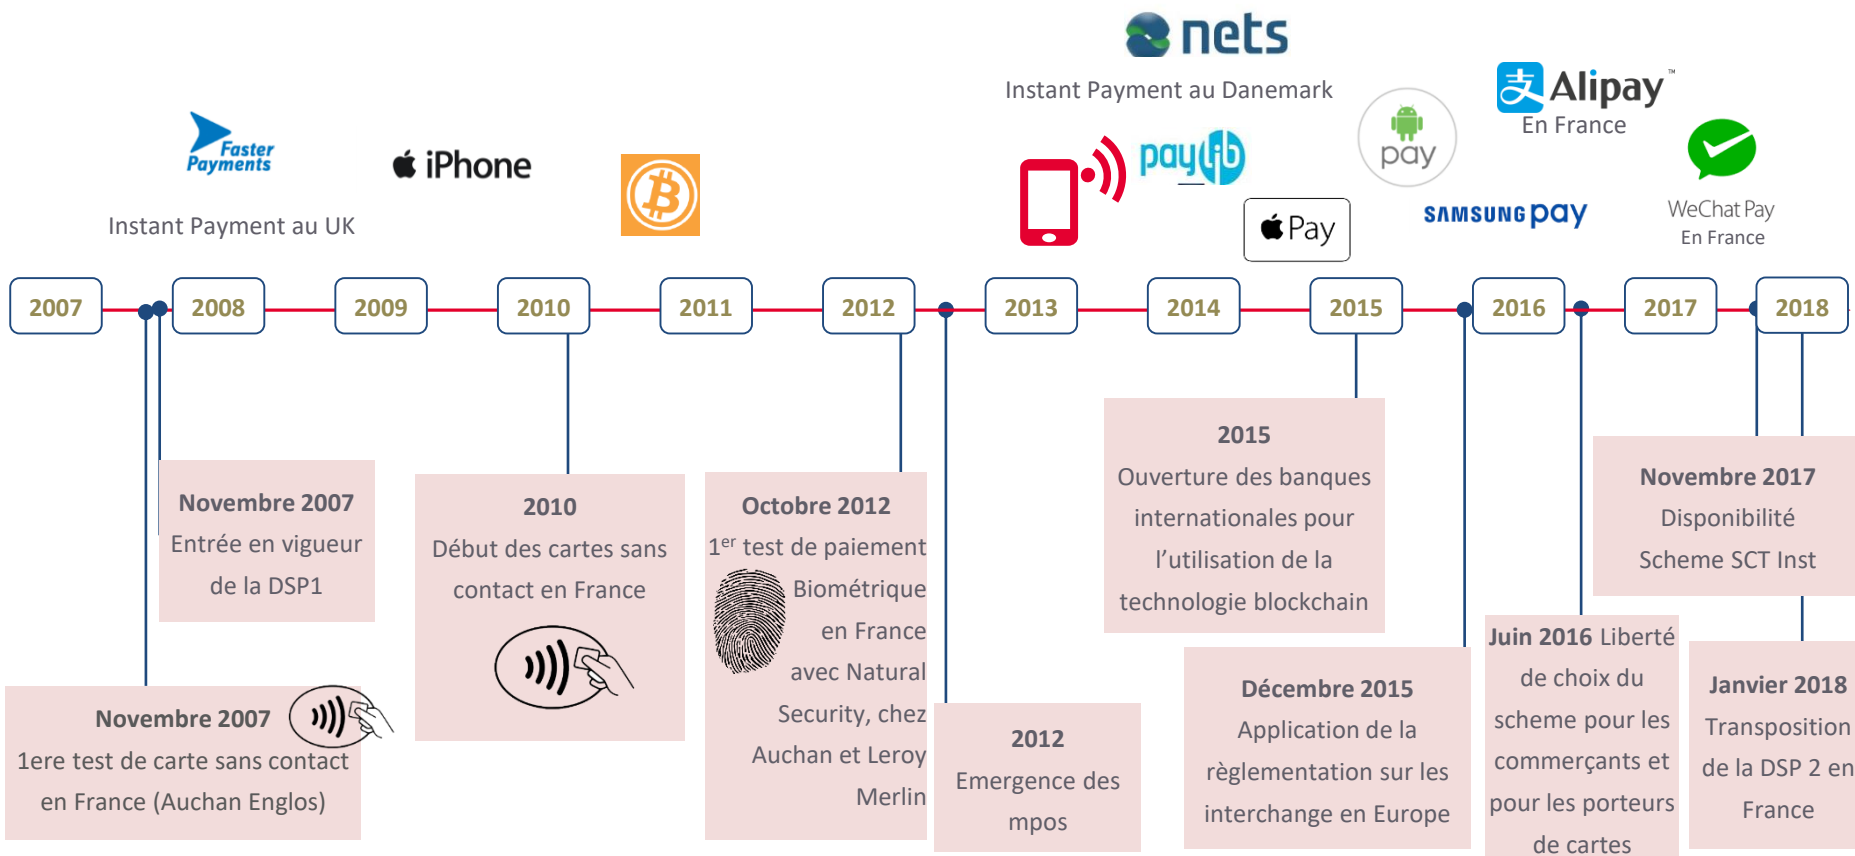 nets
Instant Payment au Danemark
Alipay™
En France
Faster
Payments
iPhone
paylib
pay
Instant Payment au UK
Pay
SAMSUNG pay
WeChat Pay
En France
2007
2008
2009
2010
2011
2012
2013
2014
2015
2016
2017
2018
Novembre 2007
Entrée en vigueur
de la DSP1
Novembre 2007
1ere test de carte sans contact
en France (Auchan Englos)
2010
Début des cartes sans
contact en France
Octobre 2012
1er test de paiement
Biométrique
en France
avec Natural
Security, chez
Auchan et Leroy
Merlin
2012
Emergence des
mpos
2015
Ouverture des banques
internationales pour
l’utilisation de la
technologie blockchain
Décembre 2015
Application de la
règlementation sur les
interchange en Europe
Juin 2016 Liberté
de choix du
scheme pour les
commerçants et
pour les porteurs
de cartes
Novembre 2017
Disponibilité
Scheme SCT Inst
Janvier 2018
Transposition
de la DSP 2 en
France